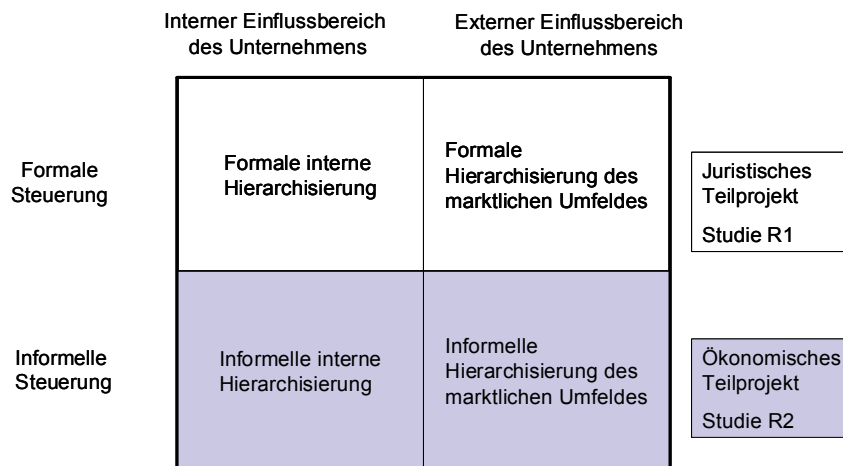 Interner Einflussbereich
des Unternehmens
Externer Einflussbereich
des Unternehmens
Formale
Steuerung
Formale interne
Hierarchisierung
Formale
Hierarchisierung des
marktlichen Umfeldes
Juristisches
Teilprojekt
Studie R1
Informelle
Steuerung
Informelle interne
Hierarchisierung
Informelle
Hierarchisierung des
marktlichen Umfeldes
Ökonomisches
Teilprojekt
Studie R2